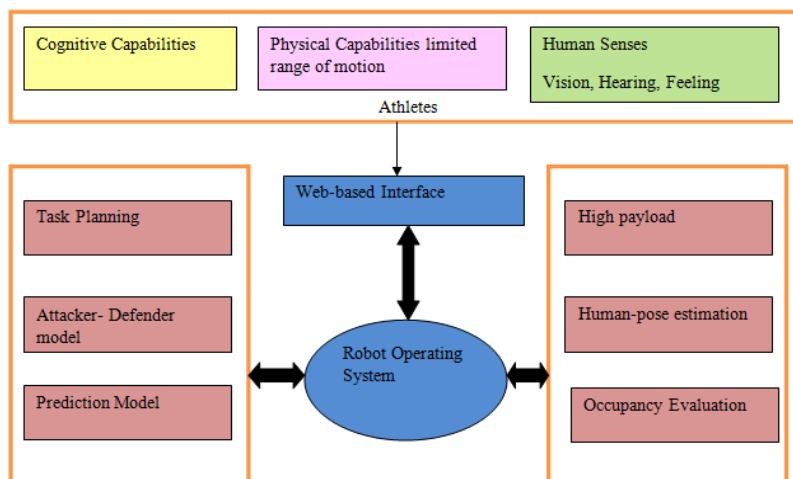 Cognitive Capabilities
Physical Capabilities limited
range of motion
Human Senses
Vision, Hearing, Feeling
Athletes
Web-based Interface
Task Planning
Attacker- Defender
model
Prediction Model
Robot Operating
System
High payload
Human-pose estimation
Occupancy Evaluation